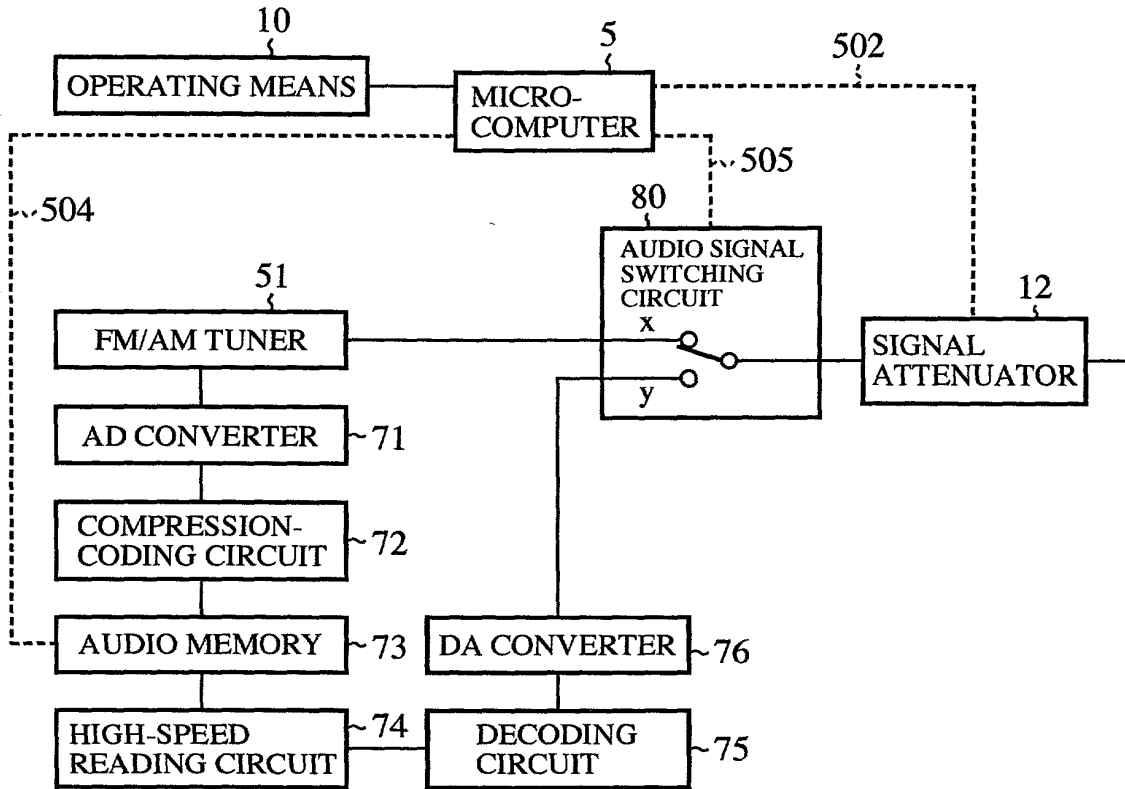 10
5
502
OPERATING MEANS
MICRO-
COMPUTER
505
504
80
AUDIO SIGNAL
SWITCHING
CIRCUIT
51
12
FM/AM TUNER
x
SIGNAL
ATTENUATOR
y
AD CONVERTER
71
COMPRESSION-
CODING CIRCUIT
72
AUDIO MEMORY
73
DA CONVERTER
76
HIGH-SPEED
READING CIRCUIT
74
DECODING
CIRCUIT
75